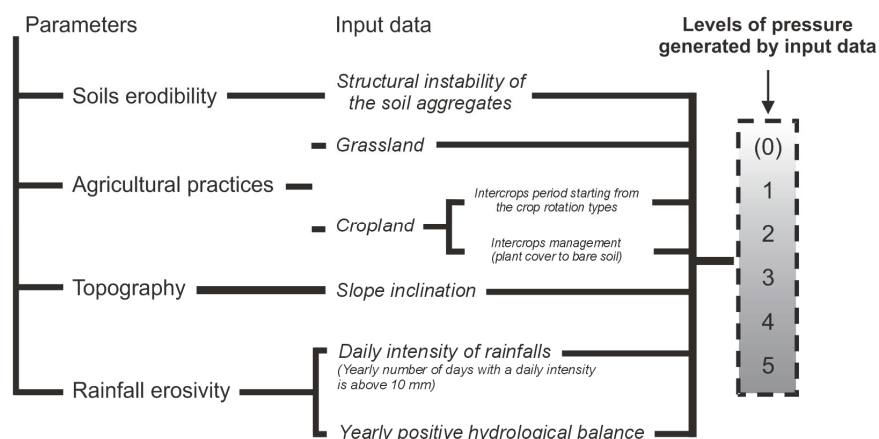 Parameters
Input data
Levels of pressure
generated by input data
Soils erodibility
Structural instability of
the soil aggregates
Grassland
Agricultural practices
Cropland
Intercrops period starting from
the crop rotation types
Intercrops management
(plant cover to bare soil)
Topography
Slope inclination
Rainfall erosivity
Daily intensity of rainfalls
(Yearly number of days with a daily intensity
is above 10 mm)
Yearly positive hydrological balance
(0)
1
2
3
4
5